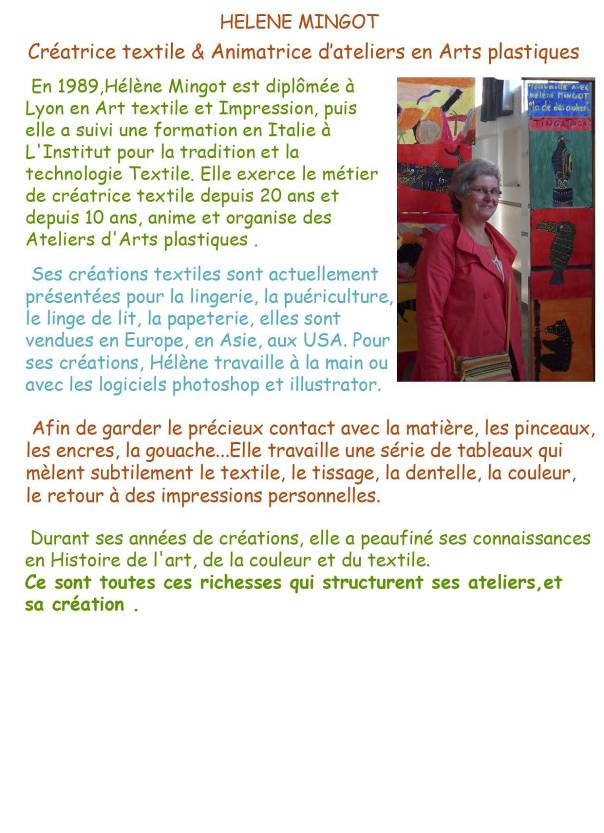 HELENE MINGOT
Créatrice textile & Animatrice d'ateliers en Arts plastiques
En 1989,Hélène Mingot est diplômée à
Lyon en Art textile et Impression, puis
elle a suivi une formation en Italie à
L'Institut pour la tradition et la
technologie Textile. Elle exerce le métier
de créatrice textile depuis 20 ans et
depuis 10 ans, anime et organise des
Ateliers d'Arts plastiques .
Ses créations textiles sont actuellement
présentées pour la lingerie, la puériculture,
le linge de lit, la papeterie, elles sont
vendues en Europe, en Asie, aux USA. Pour
ses créations, Hélène travaille à la main ou
avec les logiciels photoshop et illustrator.
avec
Hélène MINGOT
TINGATINGA
Afin de garder le précieux contact avec la matière, les pinceaux,
les encres, la gouache...Elle travaille une série de tableaux qui
mèlent subtilement le textile, le tissage, la dentelle, la couleur,
le retour à des impressions personnelles.
Durant ses années de créations, elle a peaufiné ses connaissances
en Histoire de l'art, de la couleur et du textile.
Ce sont toutes ces richesses qui structurent ses ateliers,et
sa création .